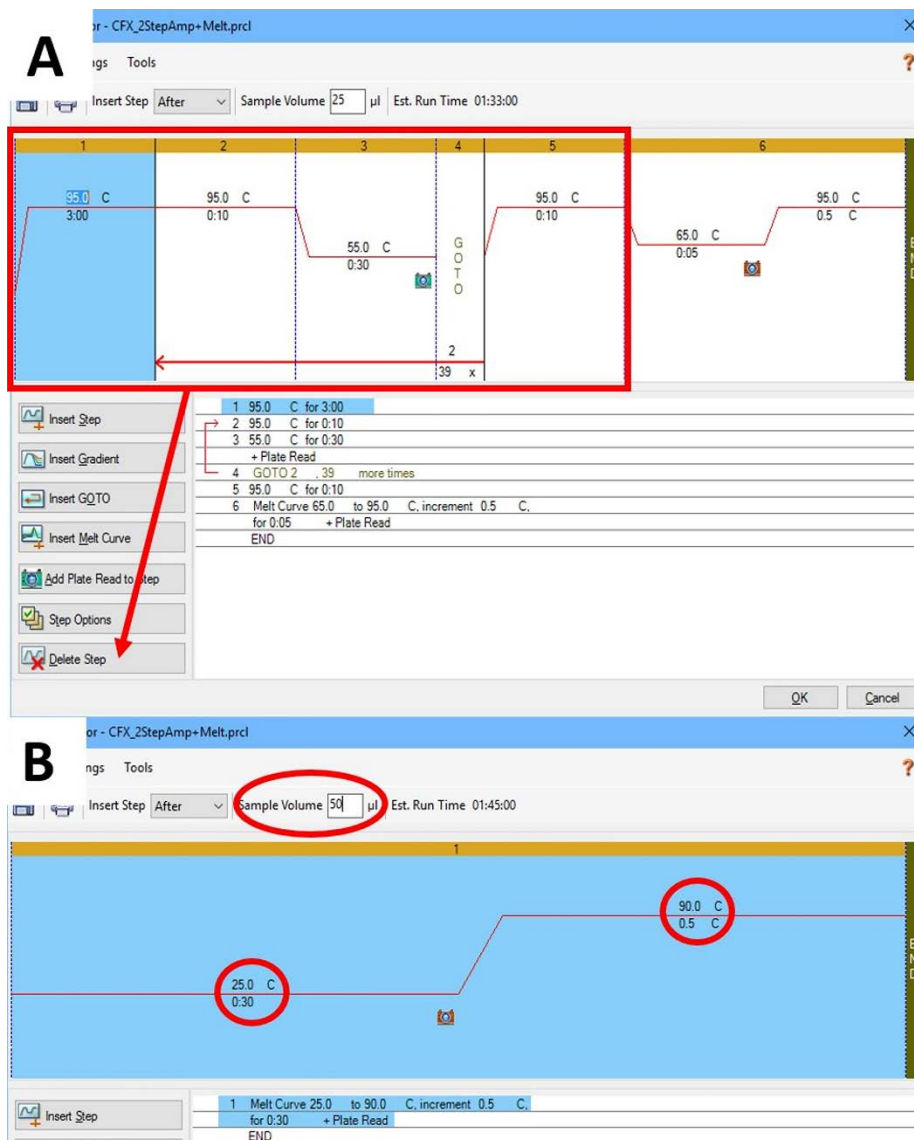 A
or - CFX_2StepAmp+Melt.prcl
ngs Tools
?
Insert Step After Sample Volume 25 µl Est. Run Time 01:33:00
1 2 3 4 5 6
95.0 C
3:00
95.0 C
0:10
55.0 C
0:30
G
O
T
O
2
39 x
95.0 C
0:10
65.0 C
0:05
95.0 C
0.5 C
Insert Step
Insert Gradient
Insert GOTO
Insert Melt Curve
Add Plate Read to Step
Step Options
Delete Step
1 95.0 C for 3:00
2 95.0 C for 0:10
3 55.0 C for 0:30
+ Plate Read
4 GOTO 2 , 39 more times
5 95.0 C for 0:10
6 Melt Curve 65.0 to 95.0 C, increment 0.5 C,
for 0:05 + Plate Read
END
OK Cancel
B
or - CFX_2StepAmp+Melt.prcl
ngs Tools
?
Insert Step After Sample Volume 50 µl Est. Run Time 01:45:00
1
25.0 C
0:30
90.0 C
0.5 C
Insert Step
1 Melt Curve 25.0 to 90.0 C, increment 0.5 C,
for 0:30 + Plate Read
END